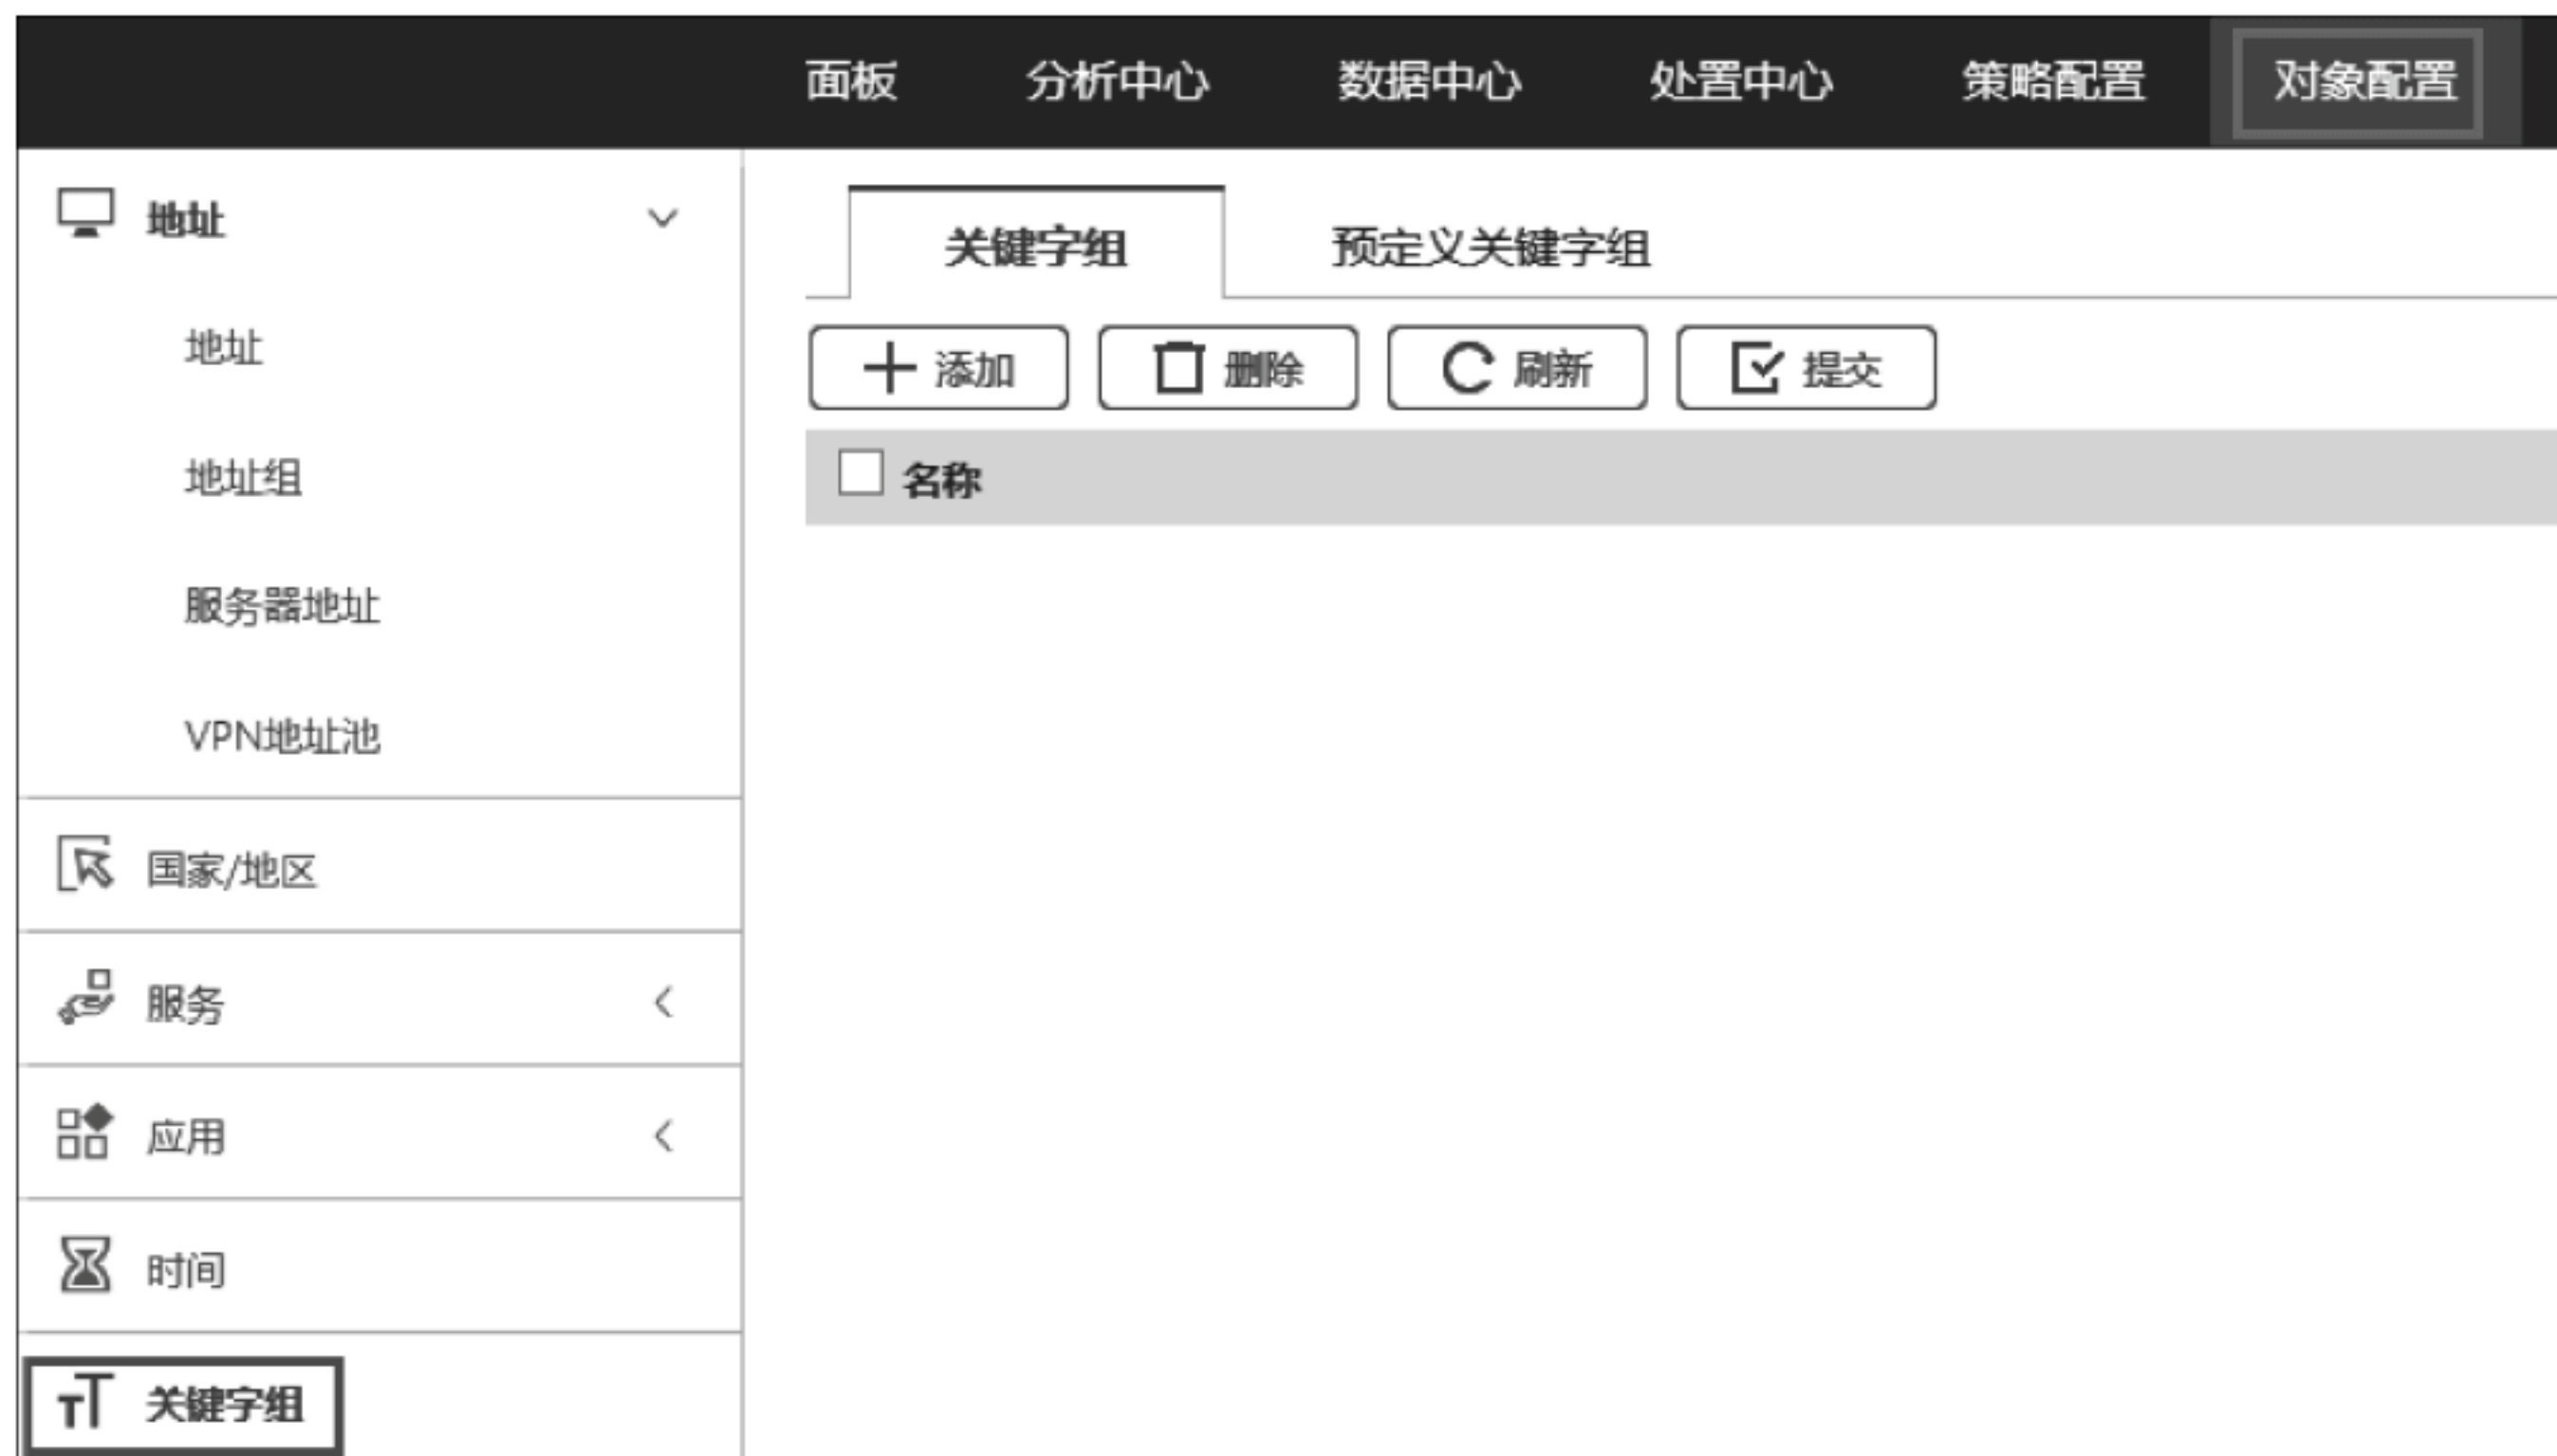 面板 分析中心 数据中心 处置中心 策略配置 对象配置
地址
地址
地址组
服务器地址
VPN地址池
国家/地区
服务
应用
时间
关键字组
关键字组 预定义关键字组
添加 删除 刷新 提交
名称